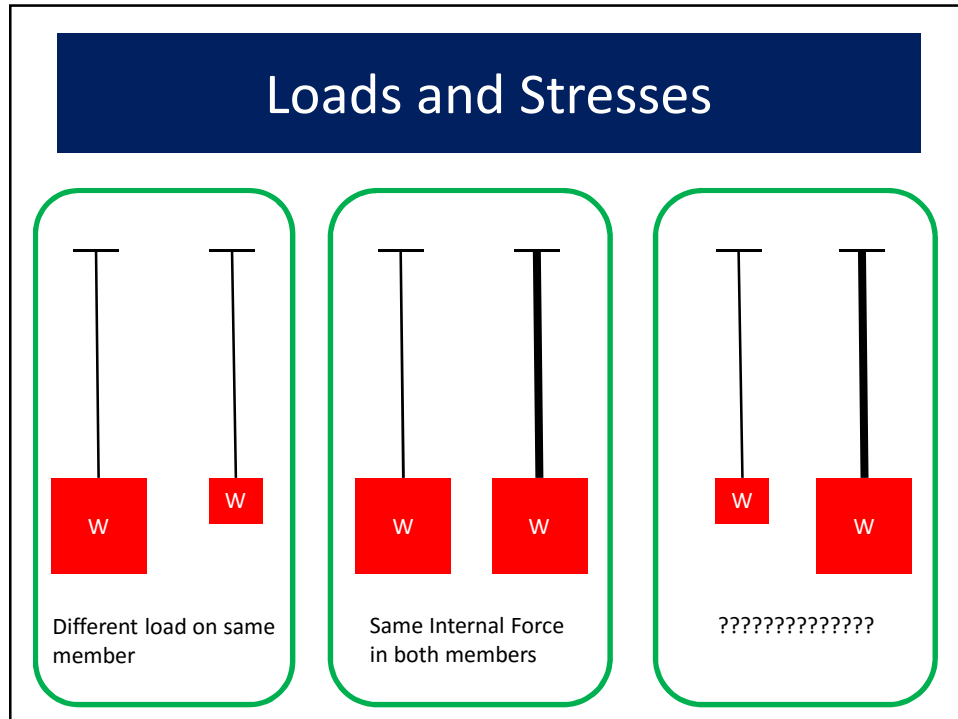 Loads and Stresses
W
W
W
W
W
W
Different load on same
member
Same Internal Force
in both members
??????????????